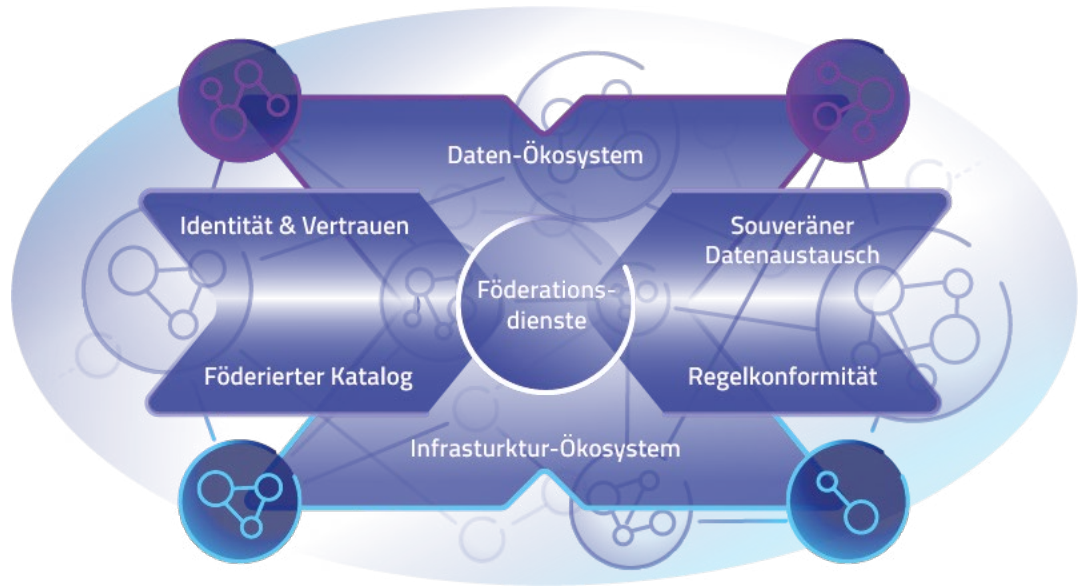 Daten-Ökosystem
Identität & Vertrauen
Souveräner
Datenaustausch
Föderations-
dienste
Föderierter Katalog
Regelkonformität
Infrasturktur-Ökosystem